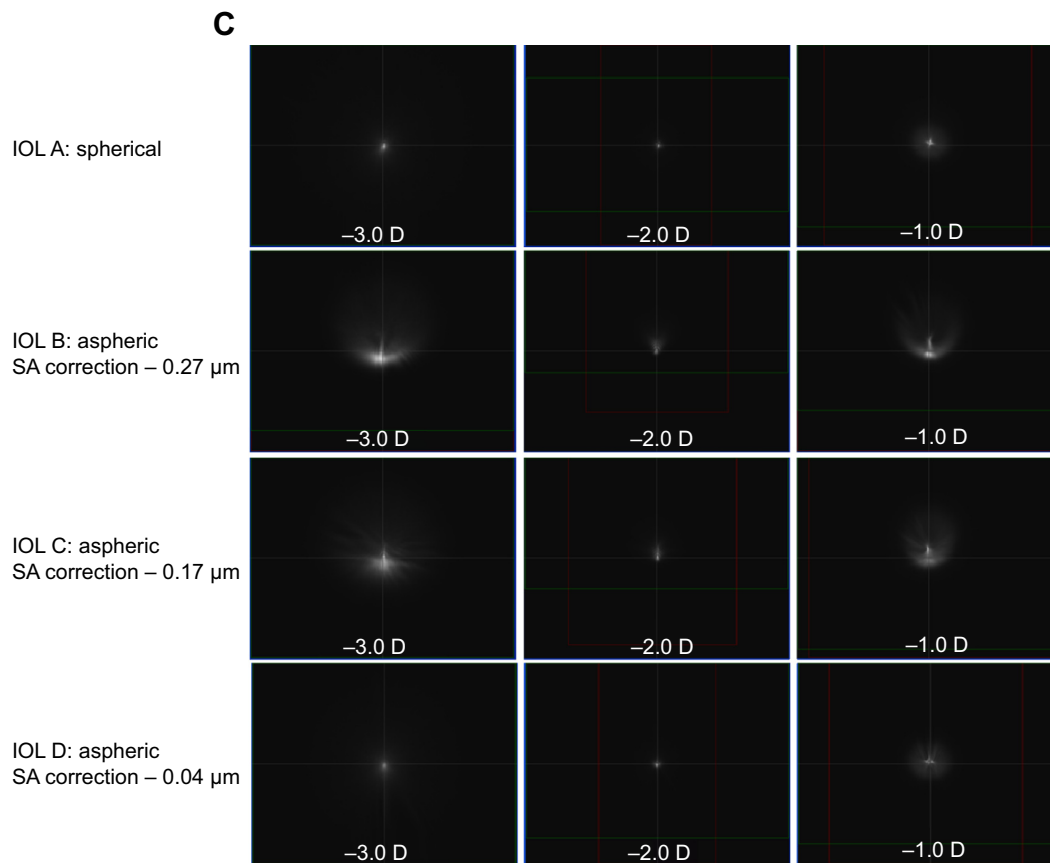 C
IOL A: spherical
–3.0 D
–2.0 D
–1.0 D
IOL B: aspheric
SA correction – 0.27 µm
–3.0 D
–2.0 D
–1.0 D
IOL C: aspheric
SA correction – 0.17 µm
–3.0 D
–2.0 D
–1.0 D
IOL D: aspheric
SA correction – 0.04 µm
–3.0 D
–2.0 D
–1.0 D